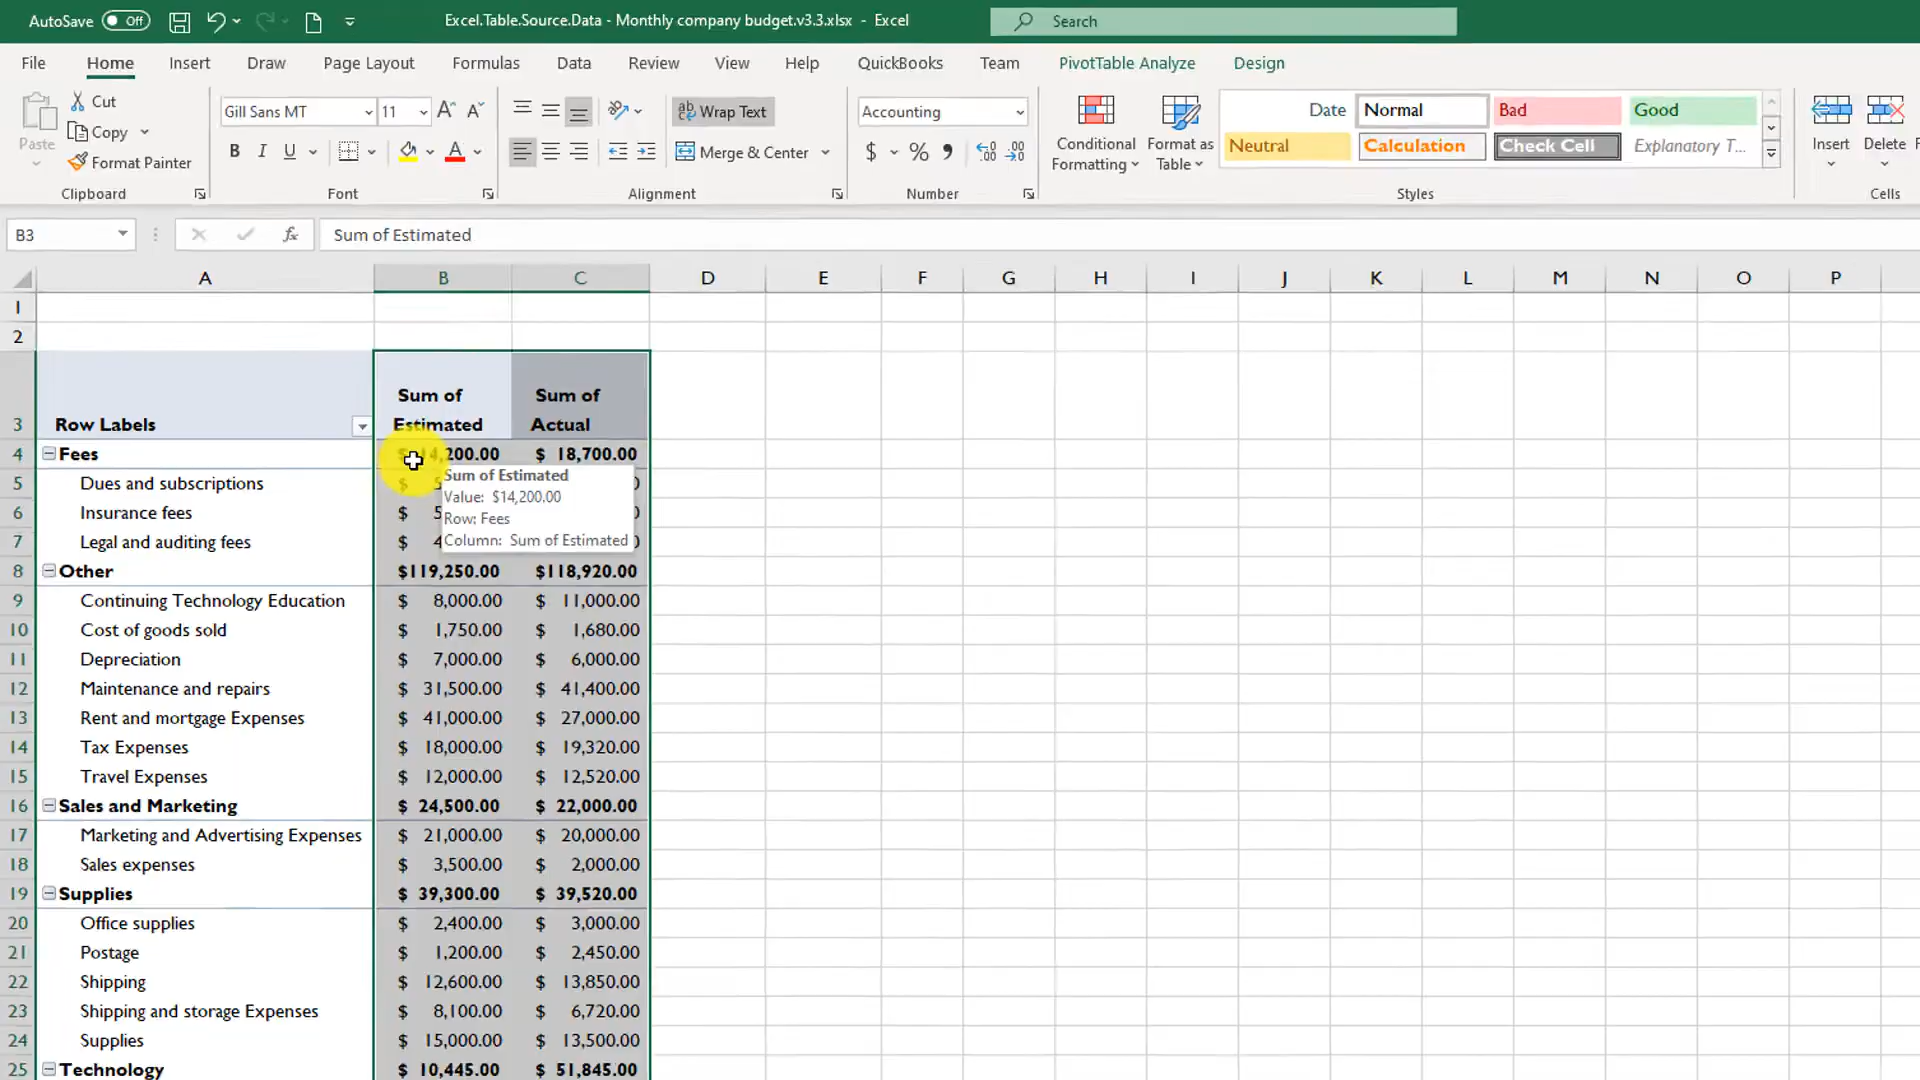 AutoSave Off Excel.Table.Source.Data - Monthly company budget.v3.3.xlsx - Excel Search
File Home Insert Draw Page Layout Formulas Data Review View Help QuickBooks Team PivotTable Analyze Design
Paste Cut Copy Format Painter
Clipboard
Gill Sans MT 11 A A
B I U A
Font
ab Wrap Text
Merge & Center
Alignment
Accounting
$ % 9
Number
Conditional Formatting
Format as Table
Date Normal Bad Good
Neutral Calculation Check Cell Explanatory T...
Styles
Insert Delete
Cells
B3 fx Sum of Estimated
A B C D E F G H I J K L M N O P
1
2
3 Row Labels Sum of Estimated Sum of Actual
4 Fees 14,200.00 $ 18,700.00
Sum of Estimated
Value: $14,200.00
Row: Fees
Column: Sum of Estimated
5 Dues and subscriptions $
6 Insurance fees $
7 Legal and auditing fees $
8 Other $119,250.00 $118,920.00
9 Continuing Technology Education $ 8,000.00 $ 11,000.00
10 Cost of goods sold $ 1,750.00 $ 1,680.00
11 Depreciation $ 7,000.00 $ 6,000.00
12 Maintenance and repairs $ 31,500.00 $ 41,400.00
13 Rent and mortgage Expenses $ 41,000.00 $ 27,000.00
14 Tax Expenses $ 18,000.00 $ 19,320.00
15 Travel Expenses $ 12,000.00 $ 12,520.00
16 Sales and Marketing $ 24,500.00 $ 22,000.00
17 Marketing and Advertising Expenses $ 21,000.00 $ 20,000.00
18 Sales expenses $ 3,500.00 $ 2,000.00
19 Supplies $ 39,300.00 $ 39,520.00
20 Office supplies $ 2,400.00 $ 3,000.00
21 Postage $ 1,200.00 $ 2,450.00
22 Shipping $ 12,600.00 $ 13,850.00
23 Shipping and storage Expenses $ 8,100.00 $ 6,720.00
24 Supplies $ 15,000.00 $ 13,500.00
25 Technology $ 10,445.00 $ 51,845.00